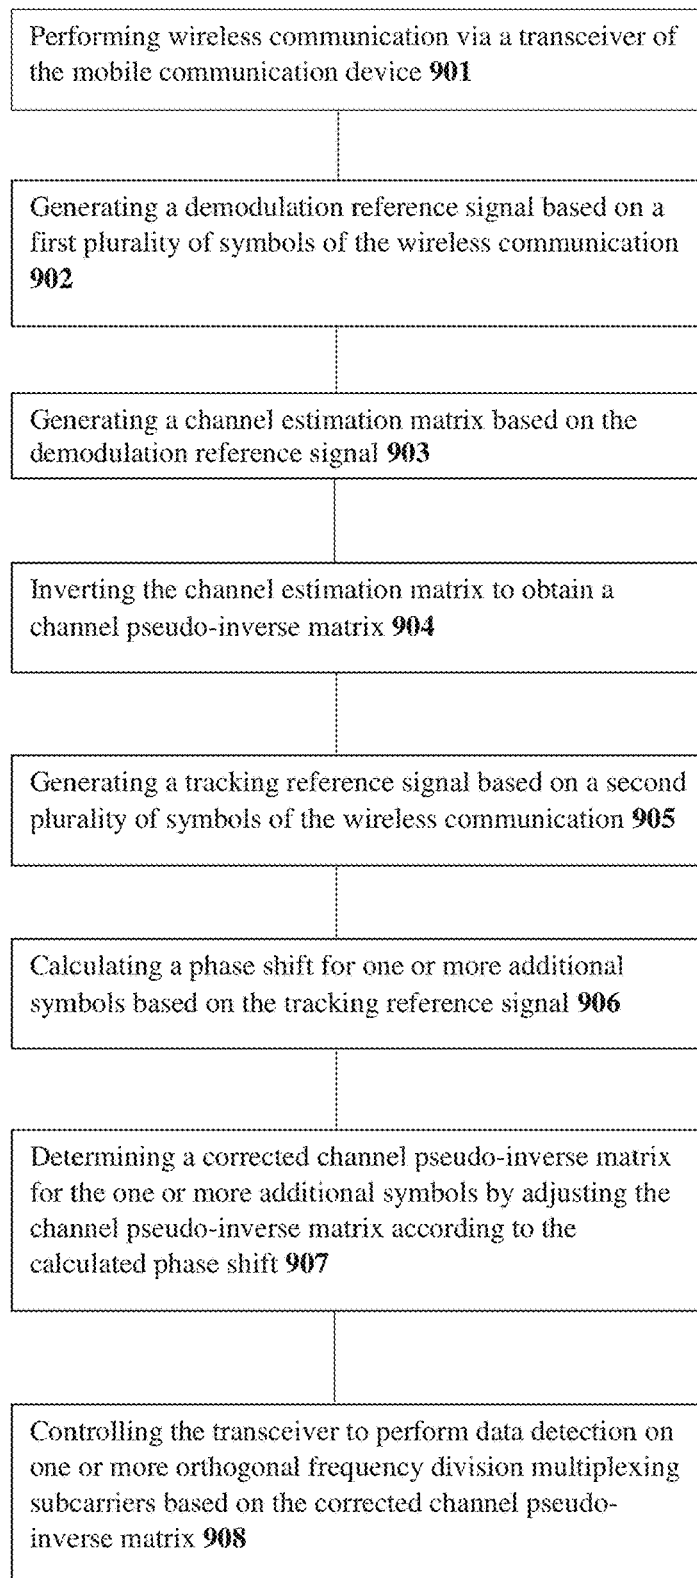 Performing wireless communication via a transceiver of
the mobile communication device 901
Generating a demodulation reference signal based on a
first plurality of symbols of the wireless communication
902
Generating a channel estimation matrix based on the
demodulation reference signal 903
Inverting the channel estimation matrix to obtain a
channel pseudo-inverse matrix 904
Generating a tracking reference signal based on a second
plurality of symbols of the wireless communication 905
Calculating a phase shift for one or more additional
symbols based on the tracking reference signal 906
Determining a corrected channel pseudo-inverse matrix
for the one or more additional symbols by adjusting the
channel pseudo-inverse matrix according to the
calculated phase shift 907
Controlling the transceiver to perform data detection on
one or more orthogonal frequency division multiplexing
subcarriers based on the corrected channel pseudo-
inverse matrix 908